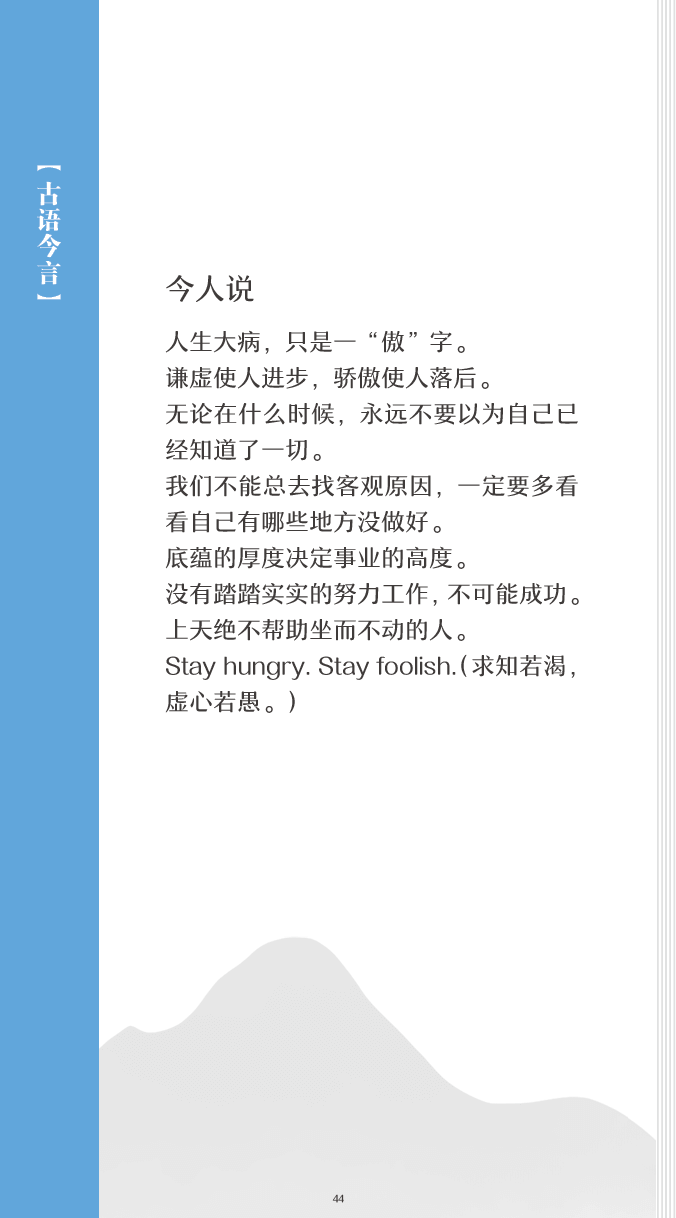 【古语今言】
今人说
人生大病，只是一“傲”字。
谦虚使人进步，骄傲使人落后。
无论在什么时候，永远不要以为自己已
经知道了一切。
我们不能总去找客观原因，一定要多看
看自己有哪些地方没做好。
底蕴的厚度决定事业的高度。
没有踏踏实实的努力工作，不可能成功。
上天绝不帮助坐而不动的人。
Stay hungry. Stay foolish.（求知若渴，
虚心若愚。）
44